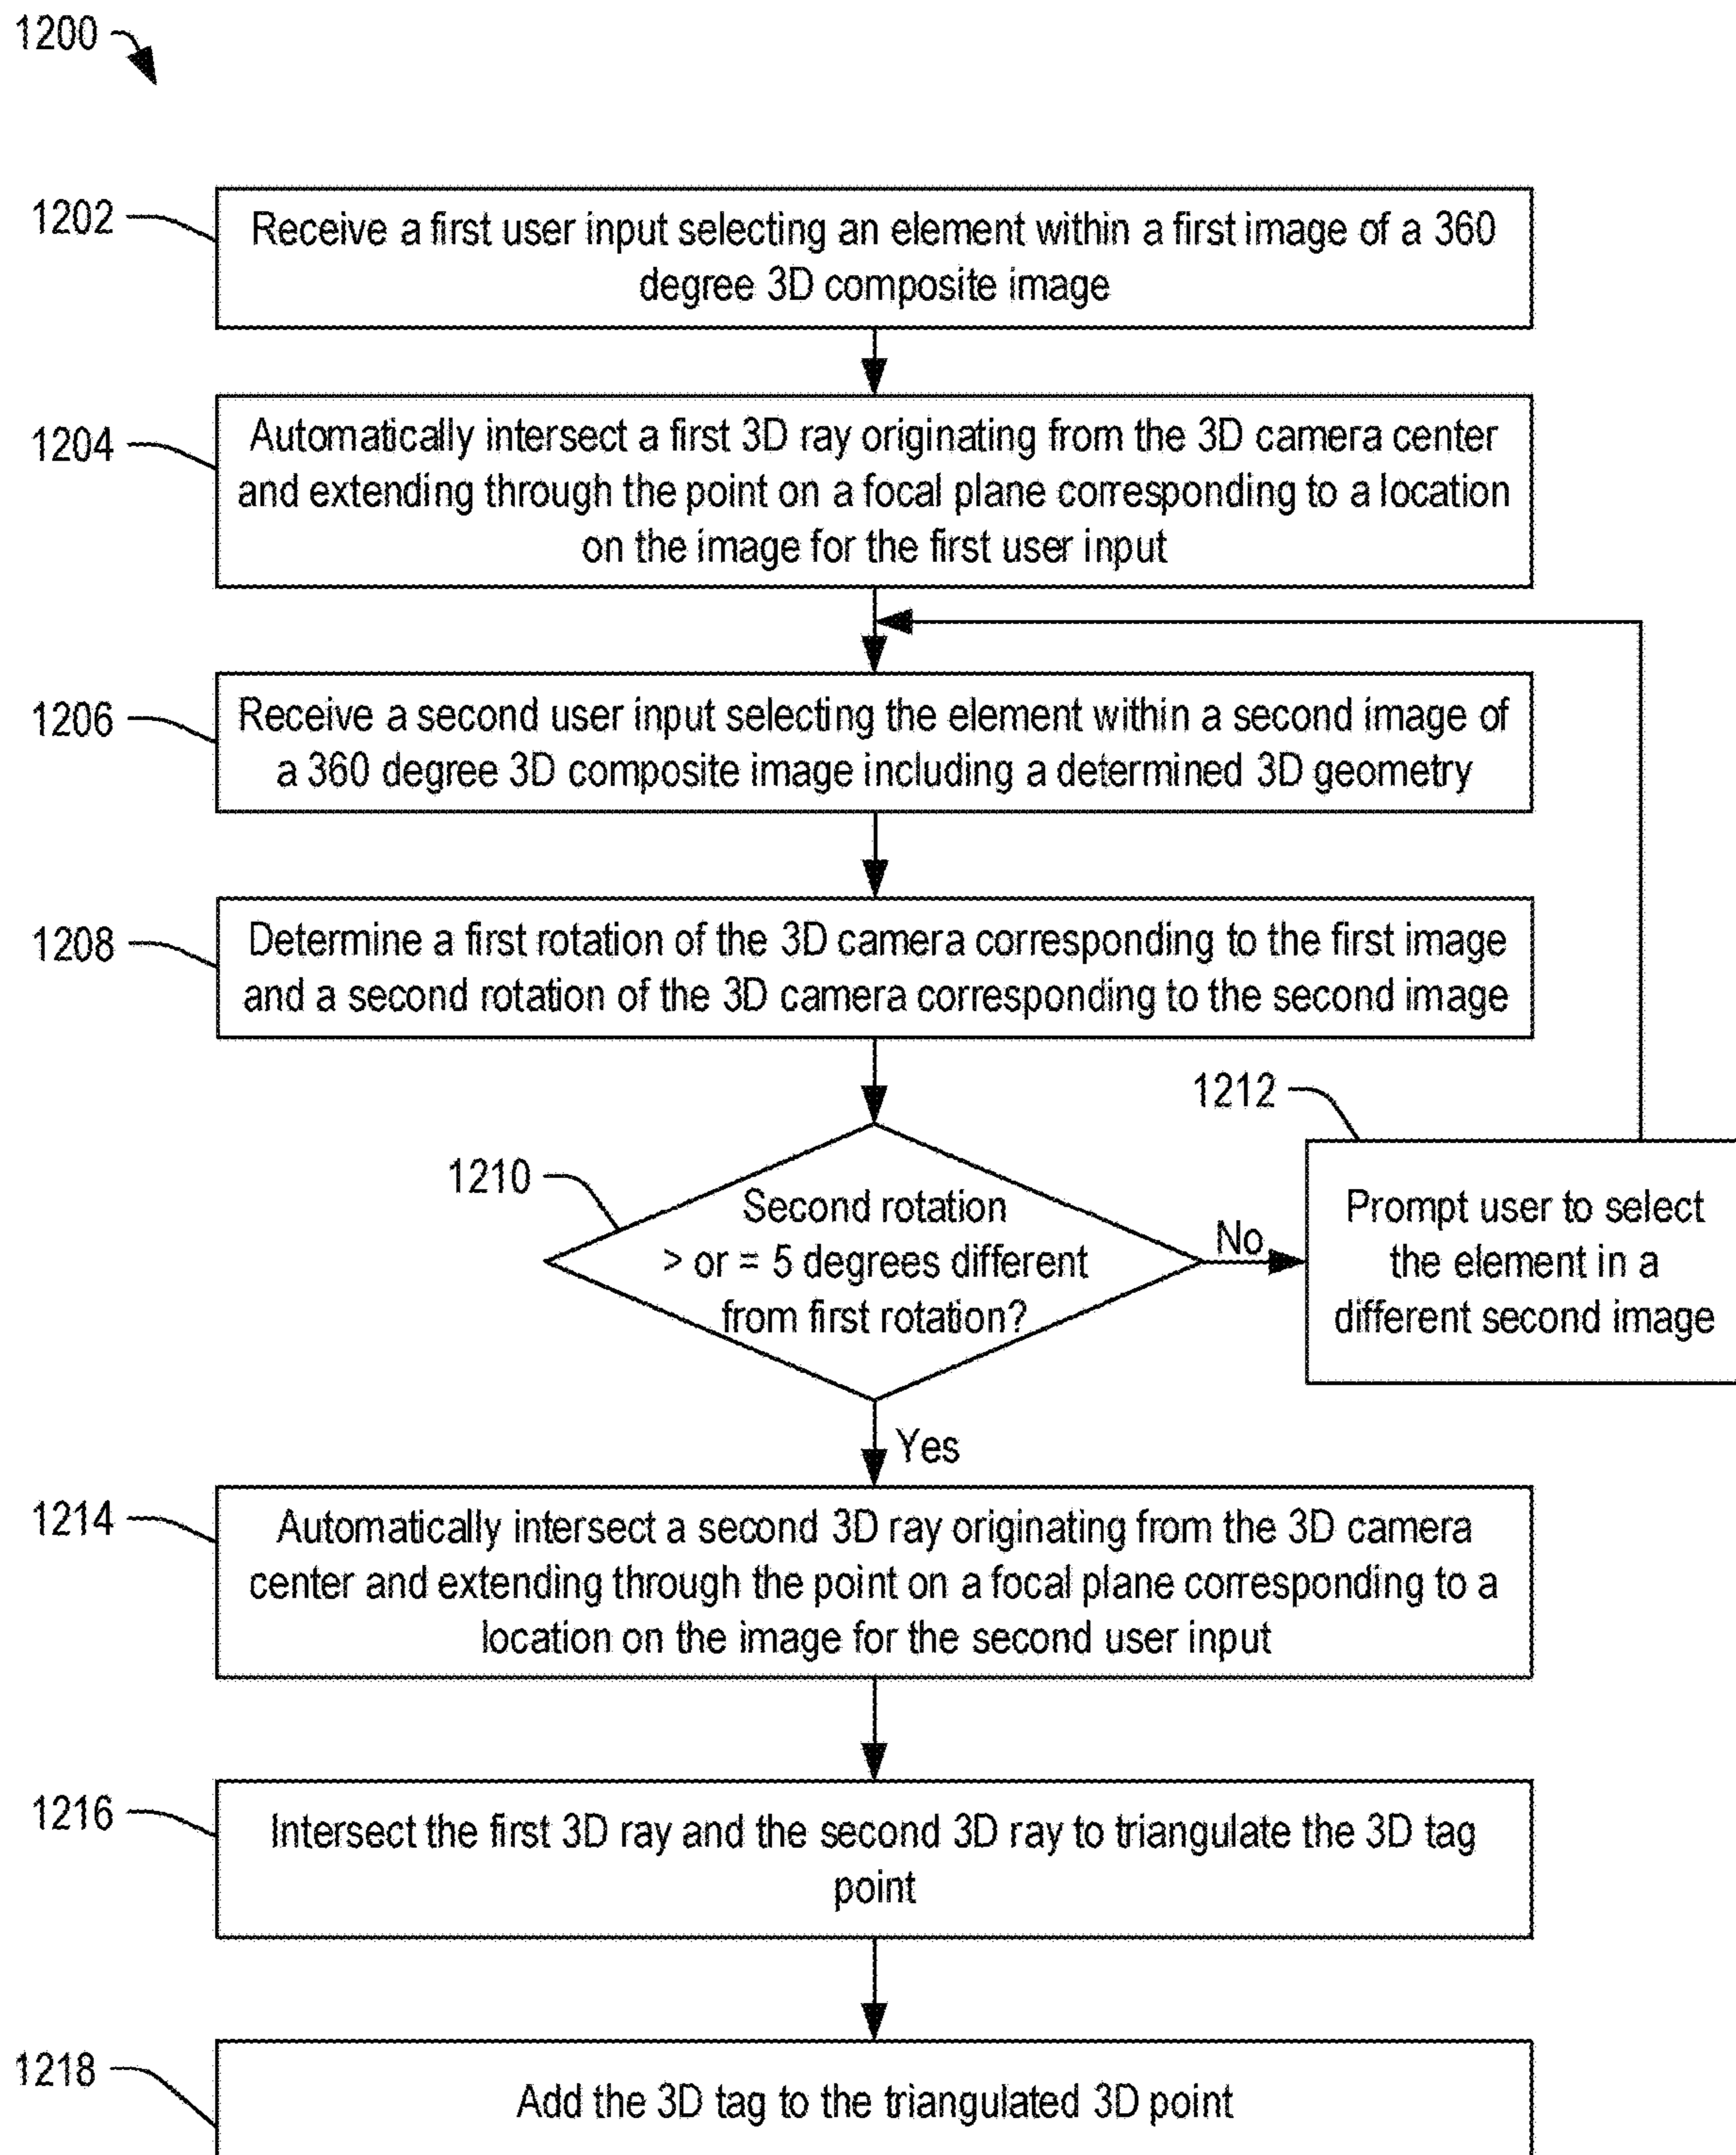 1200
1202
Receive a first user input selecting an element within a first image of a 360
degree 3D composite image
1204
Automatically intersect a first 3D ray originating from the 3D camera center
and extending through the point on a focal plane corresponding to a location
on the image for the first user input
1206
Receive a second user input selecting the element within a second image of
a 360 degree 3D composite image including a determined 3D geometry
1208
Determine a first rotation of the 3D camera corresponding to the first image
and a second rotation of the 3D camera corresponding to the second image
1210
Second rotation
> or = 5 degrees different
from first rotation?
No
1212
Prompt user to select
the element in a
different second image
Yes
1214
Automatically intersect a second 3D ray originating from the 3D camera
center and extending through the point on a focal plane corresponding to a
location on the image for the second user input
1216
Intersect the first 3D ray and the second 3D ray to triangulate the 3D tag
point
1218
Add the 3D tag to the triangulated 3D point